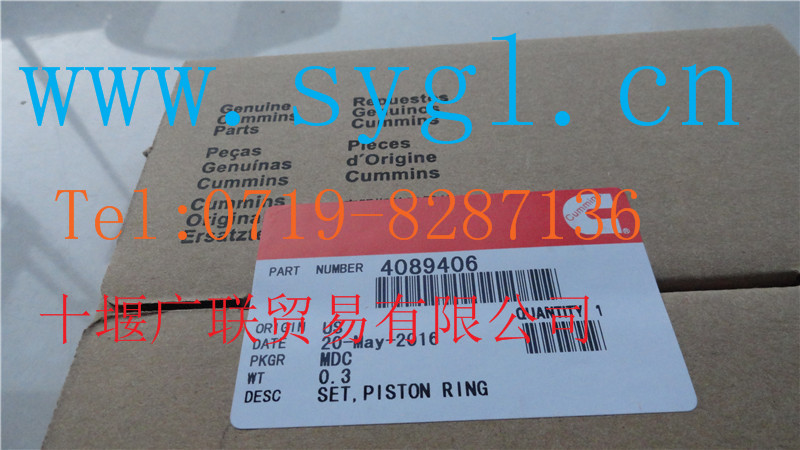 www.sygl.cn
Genuine
Cummins
Parts
Repuestos
Genuinos
Cummins
Peças
Genuínas
Cummins
Pièces
d'Origine
Cummins
Cummins
Original
Tel:0719-8287136
Cummins
PART NUMBER 4089406
十堰广联贸易有限公司
QUANTITY 1
ORIGIN US
DATE 20-May-2016
PKGR MDC
WT 0.3
DESC SET,PISTON RING